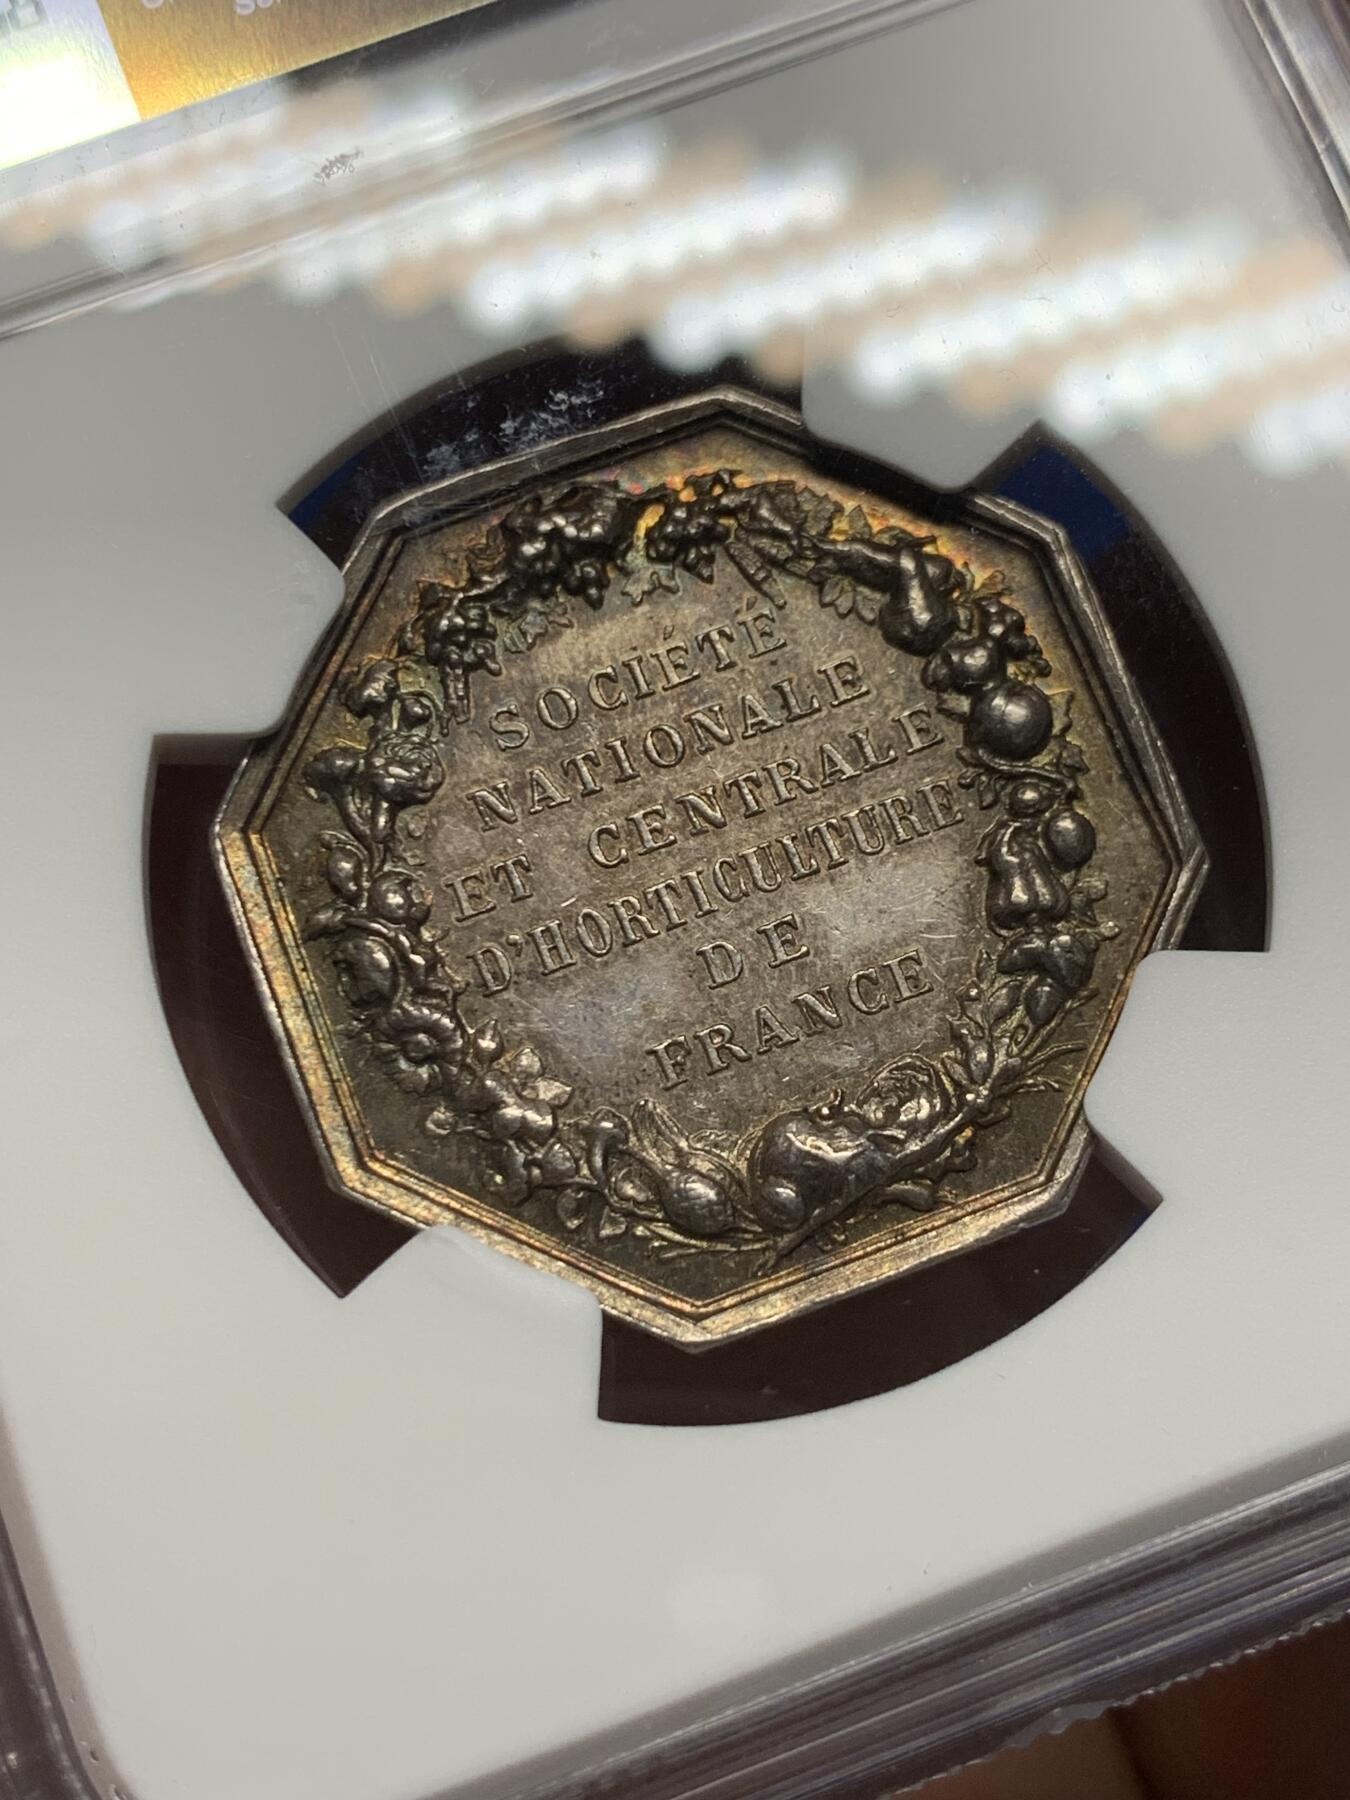 SOCIÉTÉ
NATIONALE
ET CENTRALE
D'HORTICULTURE
DE
FRANCE